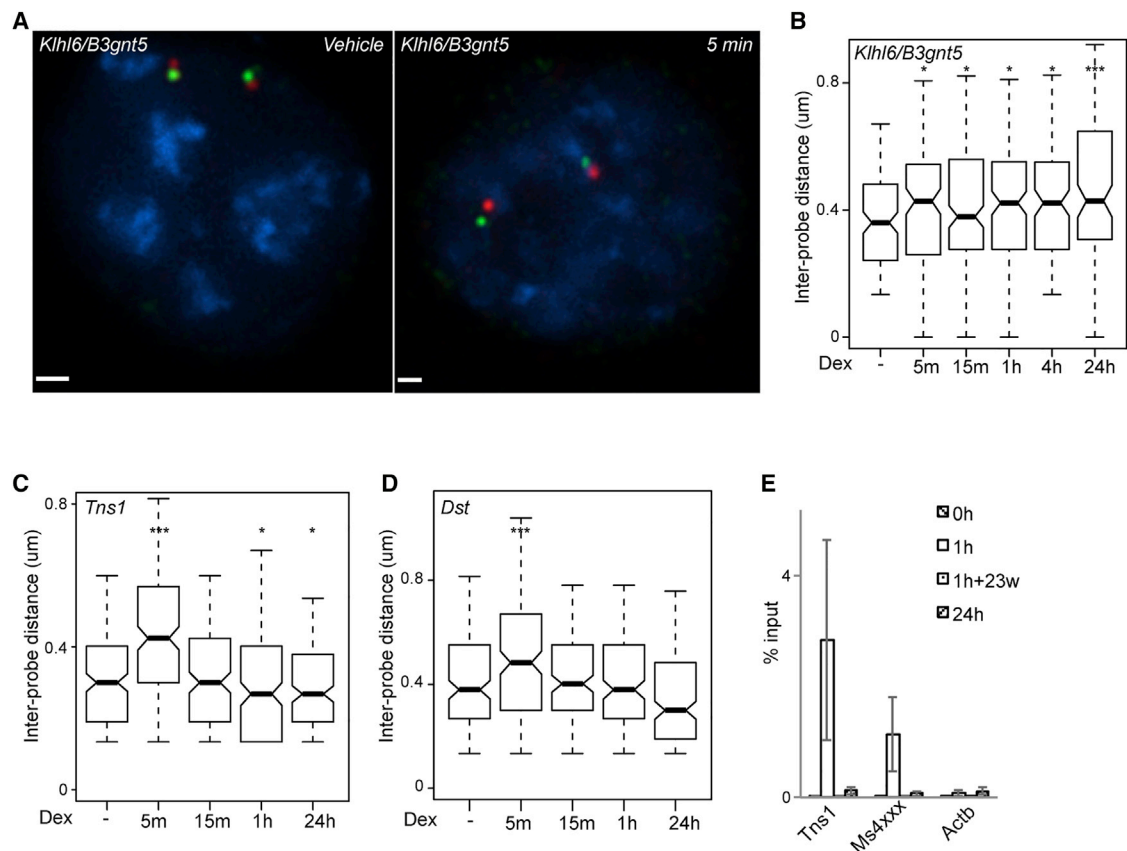 A
Klhl6/B3gnt5 Vehicle
Klhl6/B3gnt5 5 min
B
Klhl6/B3gnt5
Inter-probe distance (um)
0.8
0.4
0
* * * * ***
Dex - 5m 15m 1h 4h 24h
C
Tns1
Inter-probe distance (um)
0.8
0.4
0
*** * *
Dex - 5m 15m 1h 24h
D
Dst
Inter-probe distance (um)
0.8
0.4
0
***
Dex - 5m 15m 1h 24h
E
0h
1h
1h+23w
24h
% input
4
0
Tns1 Ms4xxx Actb